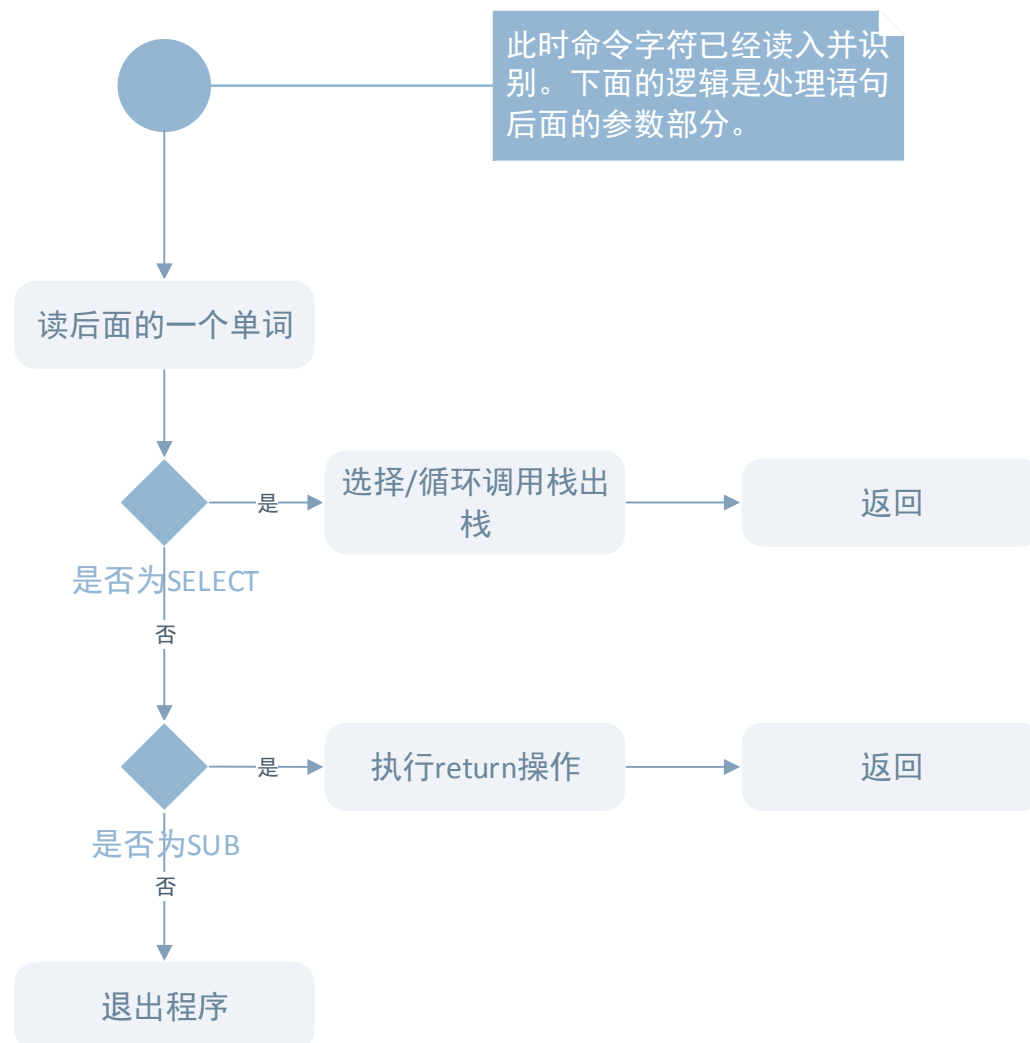 此时命令字符已经读入并识
别。下面的逻辑是处理语句
后面的参数部分。
读后面的一个单词
是
选择/循环调用栈出
栈
返回
是否为SELECT
否
是
执行return操作
返回
是否为SUB
否
退出程序